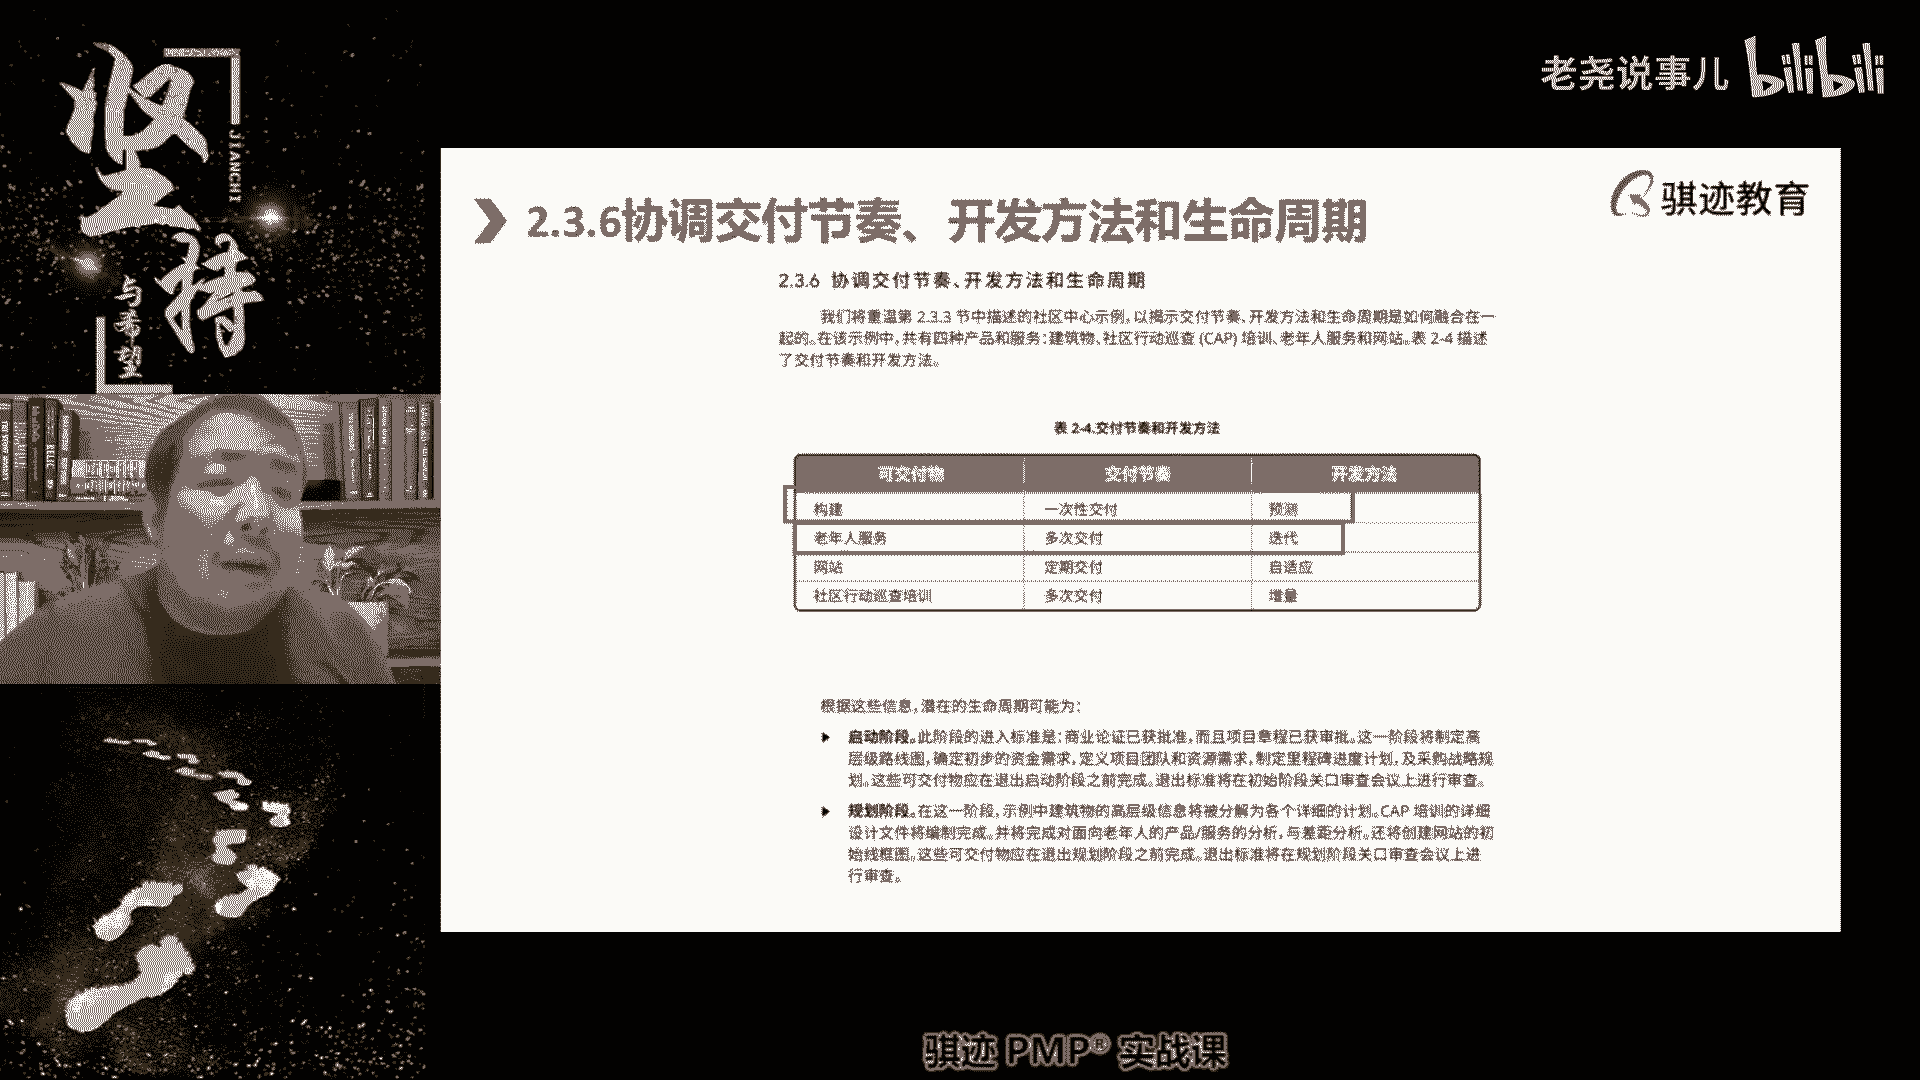 坚持
JIANCHI
与希望
老尧说事儿 bilibili
骐迹教育
2.3.6协调交付节奏、开发方法和生命周期
2.3.6 协调交付节奏、开发方法和生命周期
我们将重温第 2.3.3 节中描述的社区中心示例，以揭示交付节奏、开发方法和生命周期是如何融合在一
起的。在该示例中，共有四种产品和服务：建筑物、社区行动巡查 (CAP) 培训、老年人服务和网站。表 2-4 描述
了交付节奏和开发方法。
表 2-4.交付节奏和开发方法
可交付物 交付节奏 开发方法
构建 一次性交付 预测
老年人服务 多次交付 迭代
网站 定期交付 自适应
社区行动巡查培训 多次交付 增量
根据这些信息，潜在的生命周期可能为：
启动阶段。此阶段的进入标准是：商业论证已获批准，而且项目章程已获审批。这一阶段将制定高
层级路线图，确定初步的资金需求，定义项目团队和资源需求，制定里程碑进度计划，及采购战略规
划。这些可交付物应在退出启动阶段之前完成。退出标准将在初始阶段关口审查会议上进行审查。
规划阶段。在这一阶段，示例中建筑物的高层级信息将被分解为各个详细的计划。CAP 培训的详细
设计文件将编制完成。并将完成对面向老年人的产品/服务的分析，与差距分析。还将创建网站的初
始线框图。这些可交付物应在退出规划阶段之前完成。退出标准将在规划阶段关口审查会议上进
行审查。
骐迹 PMP® 实战课